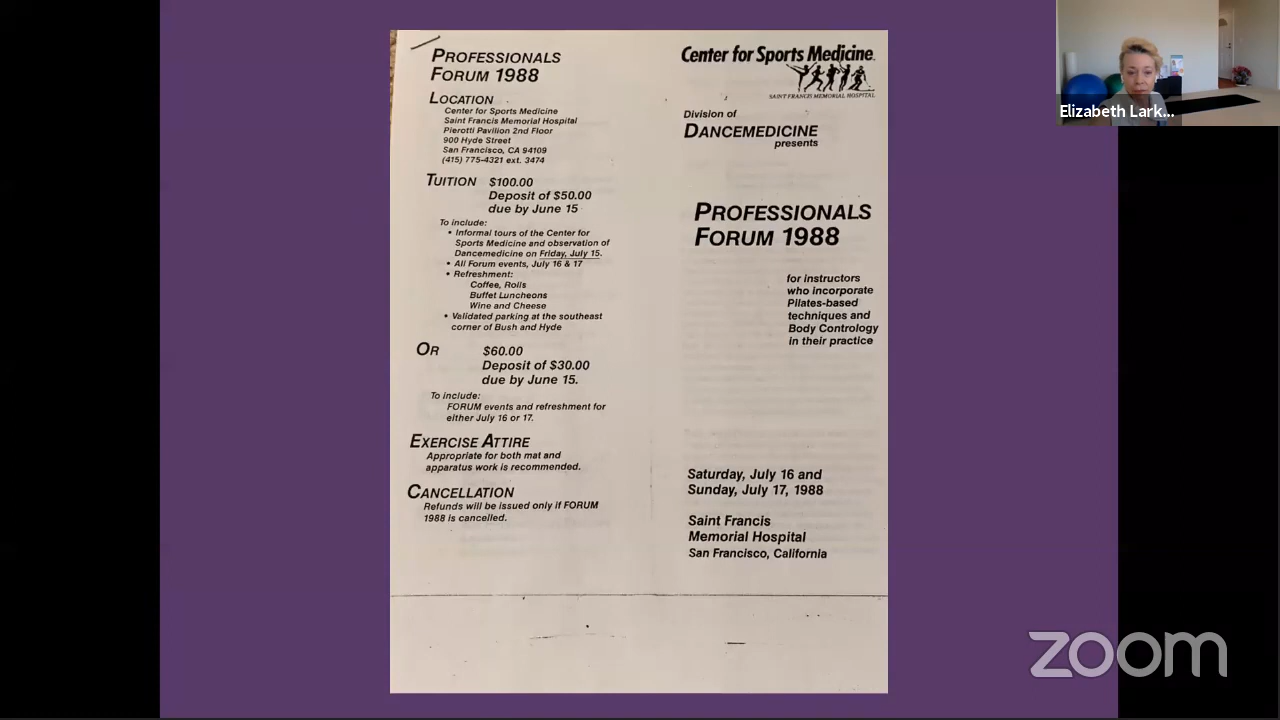 PROFESSIONALS
FORUM 1988
LOCATION
Center for Sports Medicine
Saint Francis Memorial Hospital
Pierotti Pavilion 2nd Floor
900 Hyde Street
San Francisco, CA 94109
(415) 775-4321 ext. 3474
TUITION $100.00
Deposit of $50.00
due by June 15
To include:
• Informal tours of the Center for
Sports Medicine and observation of
Dancemedicine on Friday, July 15.
• All Forum events, July 16 & 17
• Refreshment:
Coffee, Rolls
Buffet Luncheons
Wine and Cheese
• Validated parking at the southeast
corner of Bush and Hyde
OR $60.00
Deposit of $30.00
due by June 15.
To include:
FORUM events and refreshment for
either July 16 or 17.
EXERCISE ATTIRE
Appropriate for both mat and
apparatus work is recommended.
CANCELLATION
Refunds will be issued only if FORUM
1988 is cancelled.
Center for Sports Medicine
SAINT FRANCIS MEMORIAL HOSPITAL
Division of
DANCEMEDICINE
presents
PROFESSIONALS
FORUM 1988
for instructors
who incorporate
Pilates-based
techniques and
Body Contrology
in their practice
Saturday, July 16 and
Sunday, July 17, 1988
Saint Francis
Memorial Hospital
San Francisco, California
Elizabeth Lark...
zoom